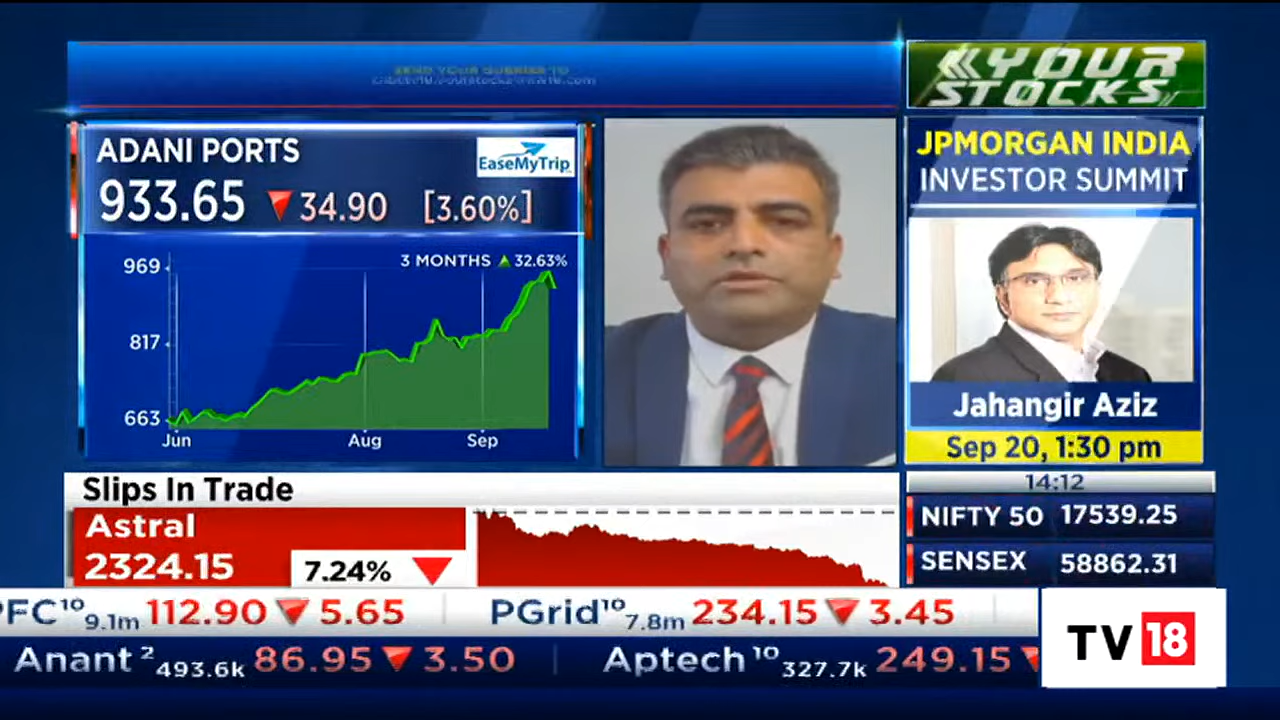 SEND YOUR QUERIES TO
YOUR
STOCKS
ADANI PORTS
EaseMyTrip
933.65 ▼ 34.90 [3.60%]
3 MONTHS ▲ 32.63%
969
817
663
Jun Aug Sep
JPMORGAN INDIA
INVESTOR SUMMIT
Jahangir Aziz
Sep 20, 1:30 pm
14:12
NIFTY 50 17539.25
SENSEX 58862.31
Slips In Trade
Astral
2324.15 7.24% ▼
PFC 10 9.1m 112.90 ▼ 5.65 PGrid 10 7.8m 234.15 ▼ 3.45
Anant 2 493.6k 86.95 ▼ 3.50 Aptech 10 327.7k 249.15 ▼
TV18